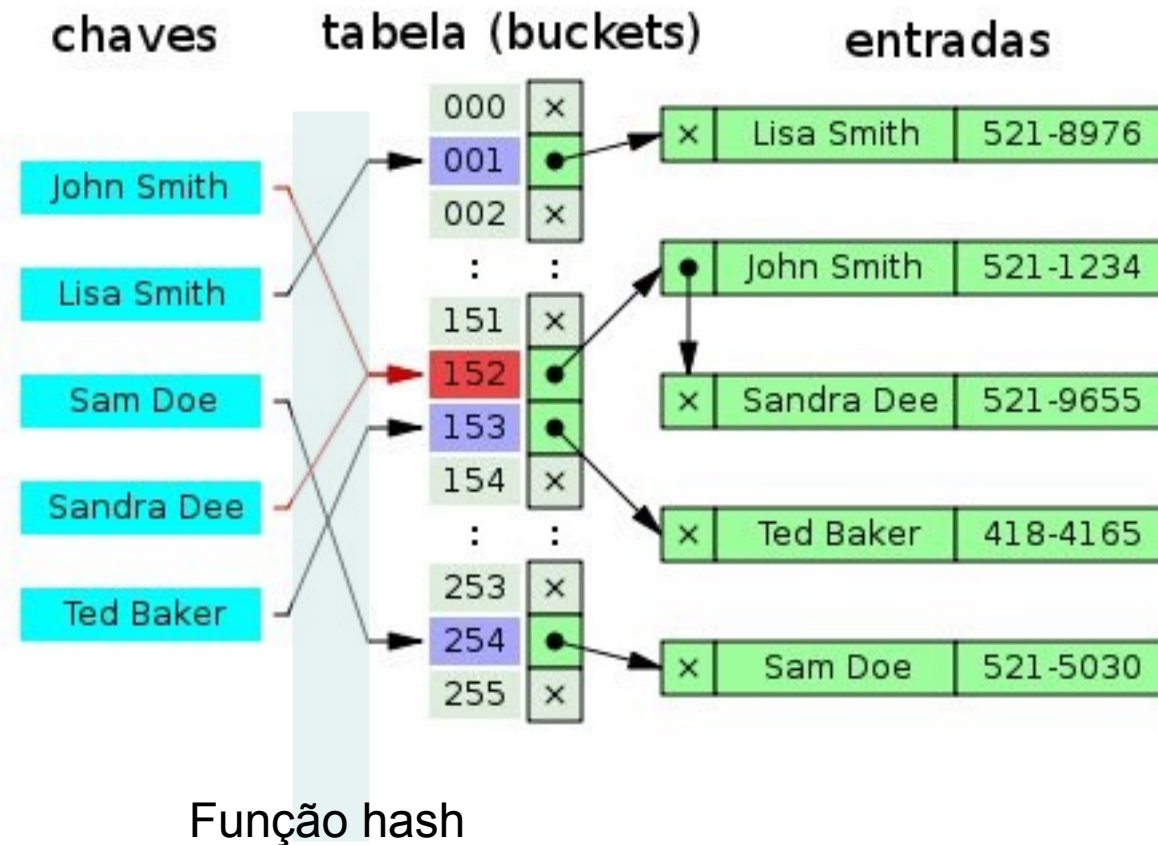 chaves
tabela (buckets)
entradas
John Smith
Lisa Smith
Sam Doe
Sandra Dee
Ted Baker
000 ×
001
002 ×
: :
151 ×
152
153
154 ×
: :
253 ×
254
255 ×
× Lisa Smith 521-8976
John Smith 521-1234
× Sandra Dee 521-9655
× Ted Baker 418-4165
× Sam Doe 521-5030
Função hash